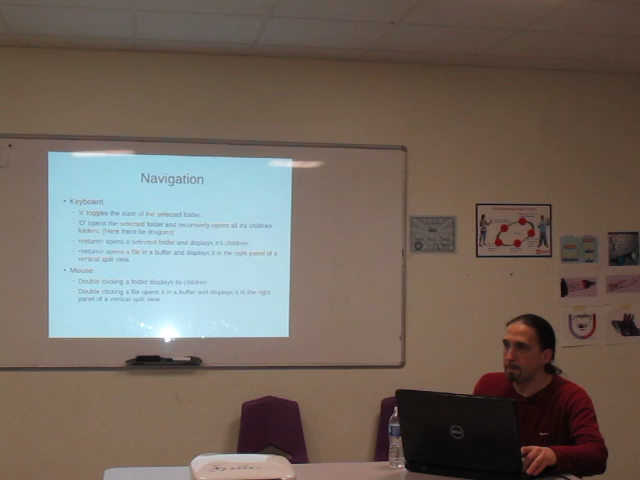 Navigation
• Keyboard
– 'o' toggles the state of the selected folder.
'O' opens the selected folder and recursively opens all it's children
folders. (Here there be dragons)
– <return> opens a selected folder and displays it's children.
– <return> opens a file in a buffer and displays it in the right panel of a
vertical split view.
• Mouse
– Double clicking a folder displays its children
– Double clicking a file opens it in a buffer and displays it in the right
panel of a vertical split view
DELL